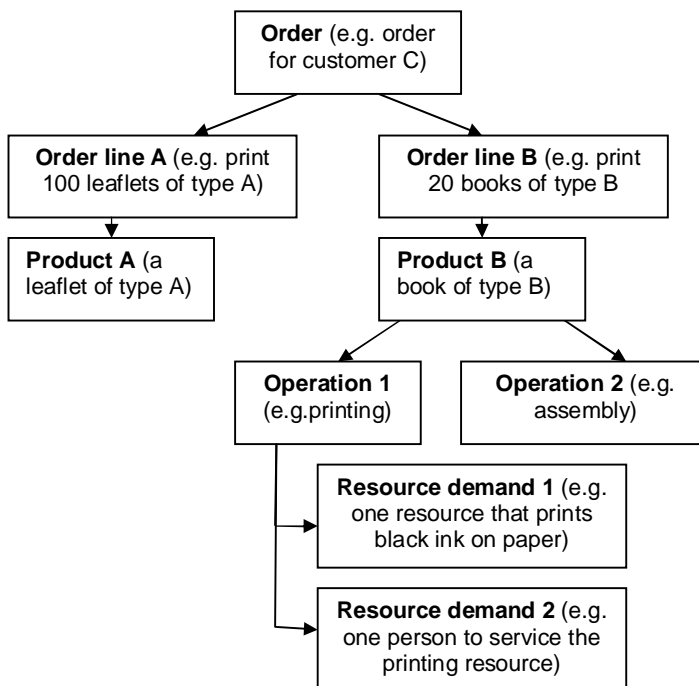 Order (e.g. order
for customer C)
Order line A (e.g. print
100 leaflets of type A)
Order line B (e.g. print
20 books of type B
Product A (a
leaflet of type A)
Product B (a
book of type B)
Operation 1
(e.g.printing)
Operation 2 (e.g.
assembly)
Resource demand 1 (e.g.
one resource that prints
black ink on paper)
Resource demand 2 (e.g.
one person to service the
printing resource)